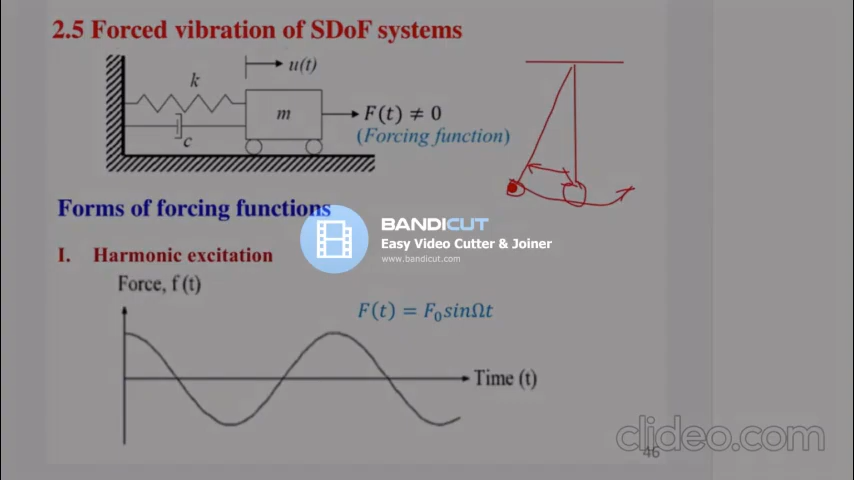 2.5 Forced vibration of SDoF systems
u(t)
k
m
F(t) ≠ 0
(Forcing function)
c
Forms of forcing functions
BANDICUT
Easy Video Cutter & Joiner
www.bandicut.com
I. Harmonic excitation
Force, f (t)
F(t) = F₀sinΩt
Time (t)
clideo.com
46